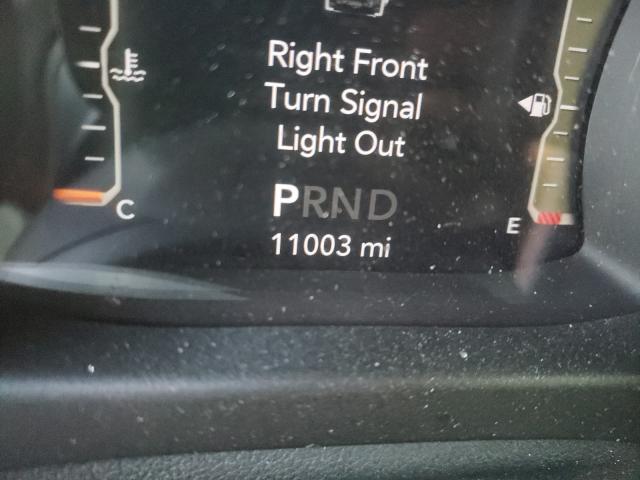 Right Front
Turn Signal
Light Out
PRND
11003 mi
C
E